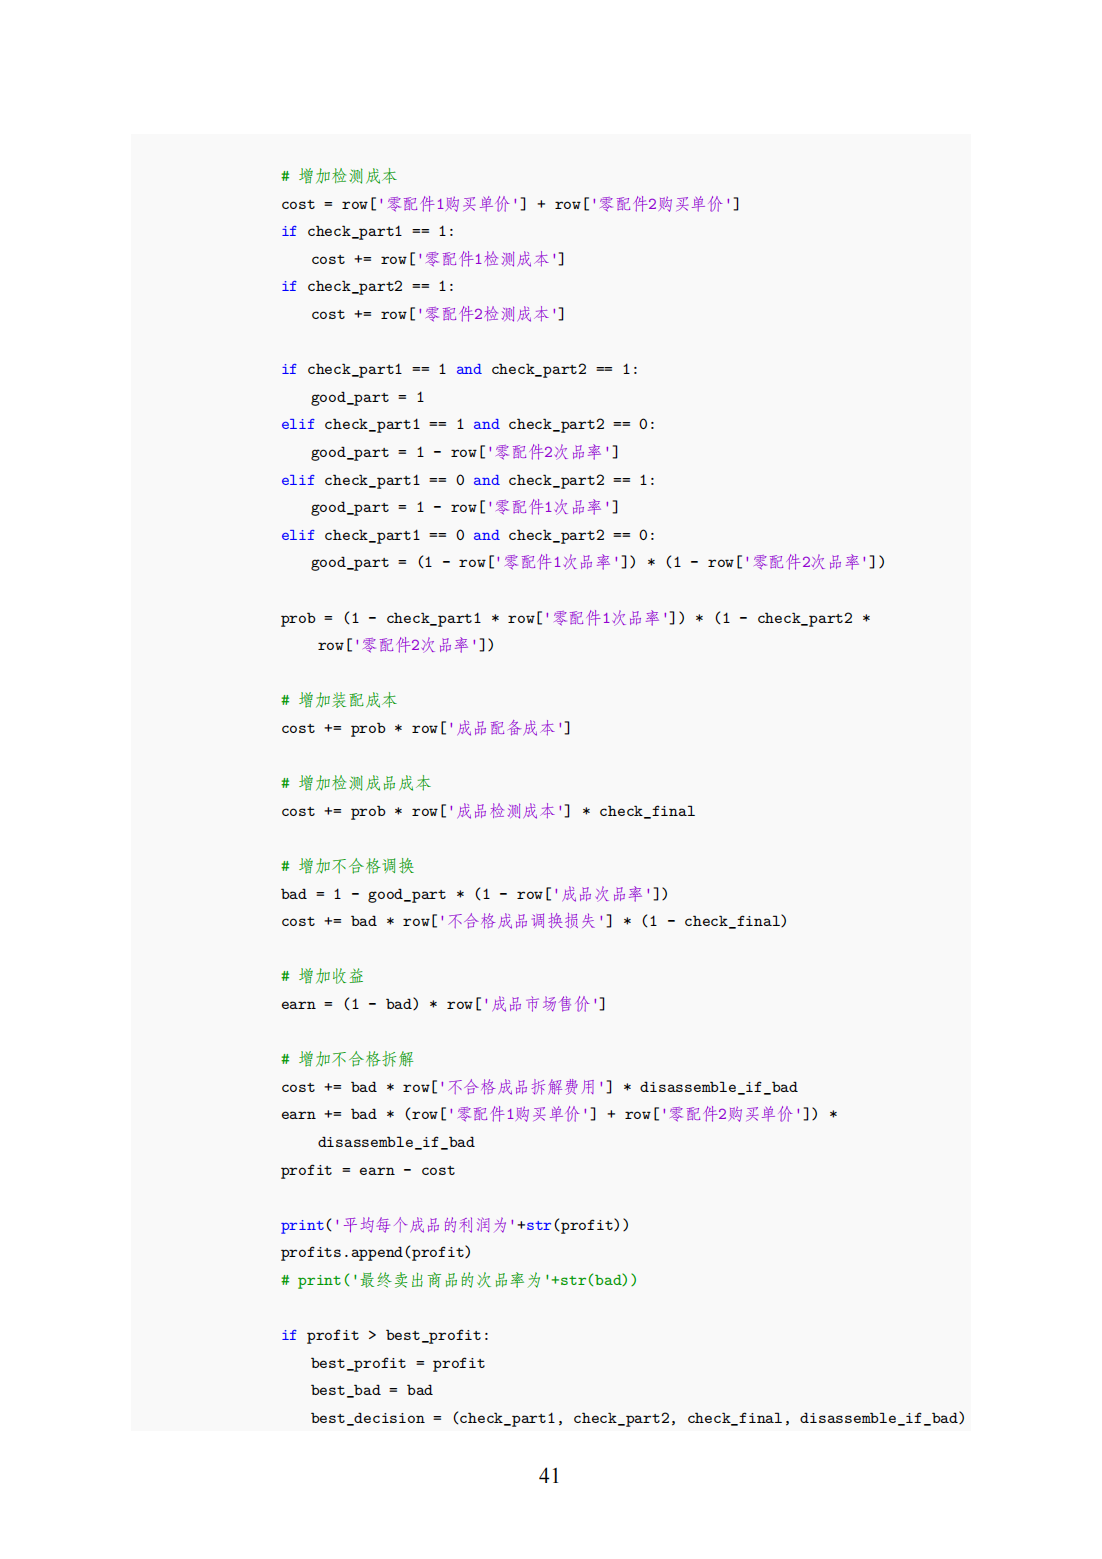 # 增加检测成本
cost = row['零配件1购买单价'] + row['零配件2购买单价']
if check_part1 == 1:
cost += row['零配件1检测成本']
if check_part2 == 1:
cost += row['零配件2检测成本']
if check_part1 == 1 and check_part2 == 1:
good_part = 1
elif check_part1 == 1 and check_part2 == 0:
good_part = 1 - row['零配件2次品率']
elif check_part1 == 0 and check_part2 == 1:
good_part = 1 - row['零配件1次品率']
elif check_part1 == 0 and check_part2 == 0:
good_part = (1 - row['零配件1次品率']) * (1 - row['零配件2次品率'])
prob = (1 - check_part1 * row['零配件1次品率']) * (1 - check_part2 *
row['零配件2次品率'])
# 增加装配成本
cost += prob * row['成品配备成本']
# 增加检测成品成本
cost += prob * row['成品检测成本'] * check_final
# 增加不合格调换
bad = 1 - good_part * (1 - row['成品次品率'])
cost += bad * row['不合格成品调换损失'] * (1 - check_final)
# 增加收益
earn = (1 - bad) * row['成品市场售价']
# 增加不合格拆解
cost += bad * row['不合格成品拆解费用'] * disassemble_if_bad
earn += bad * (row['零配件1购买单价'] + row['零配件2购买单价']) *
disassemble_if_bad
profit = earn - cost
print('平均每个成品的利润为'+str(profit))
profits.append(profit)
# print('最终卖出商品的次品率为'+str(bad))
if profit > best_profit:
best_profit = profit
best_bad = bad
best_decision = (check_part1, check_part2, check_final, disassemble_if_bad)
41